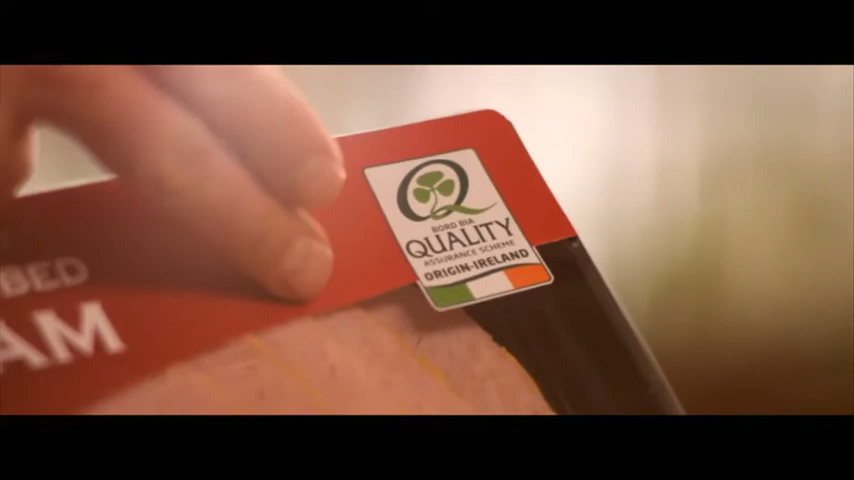 BORD BIA
QUALITY
ASSURANCE SCHEME
ORIGIN-IRELAND
BED
AM